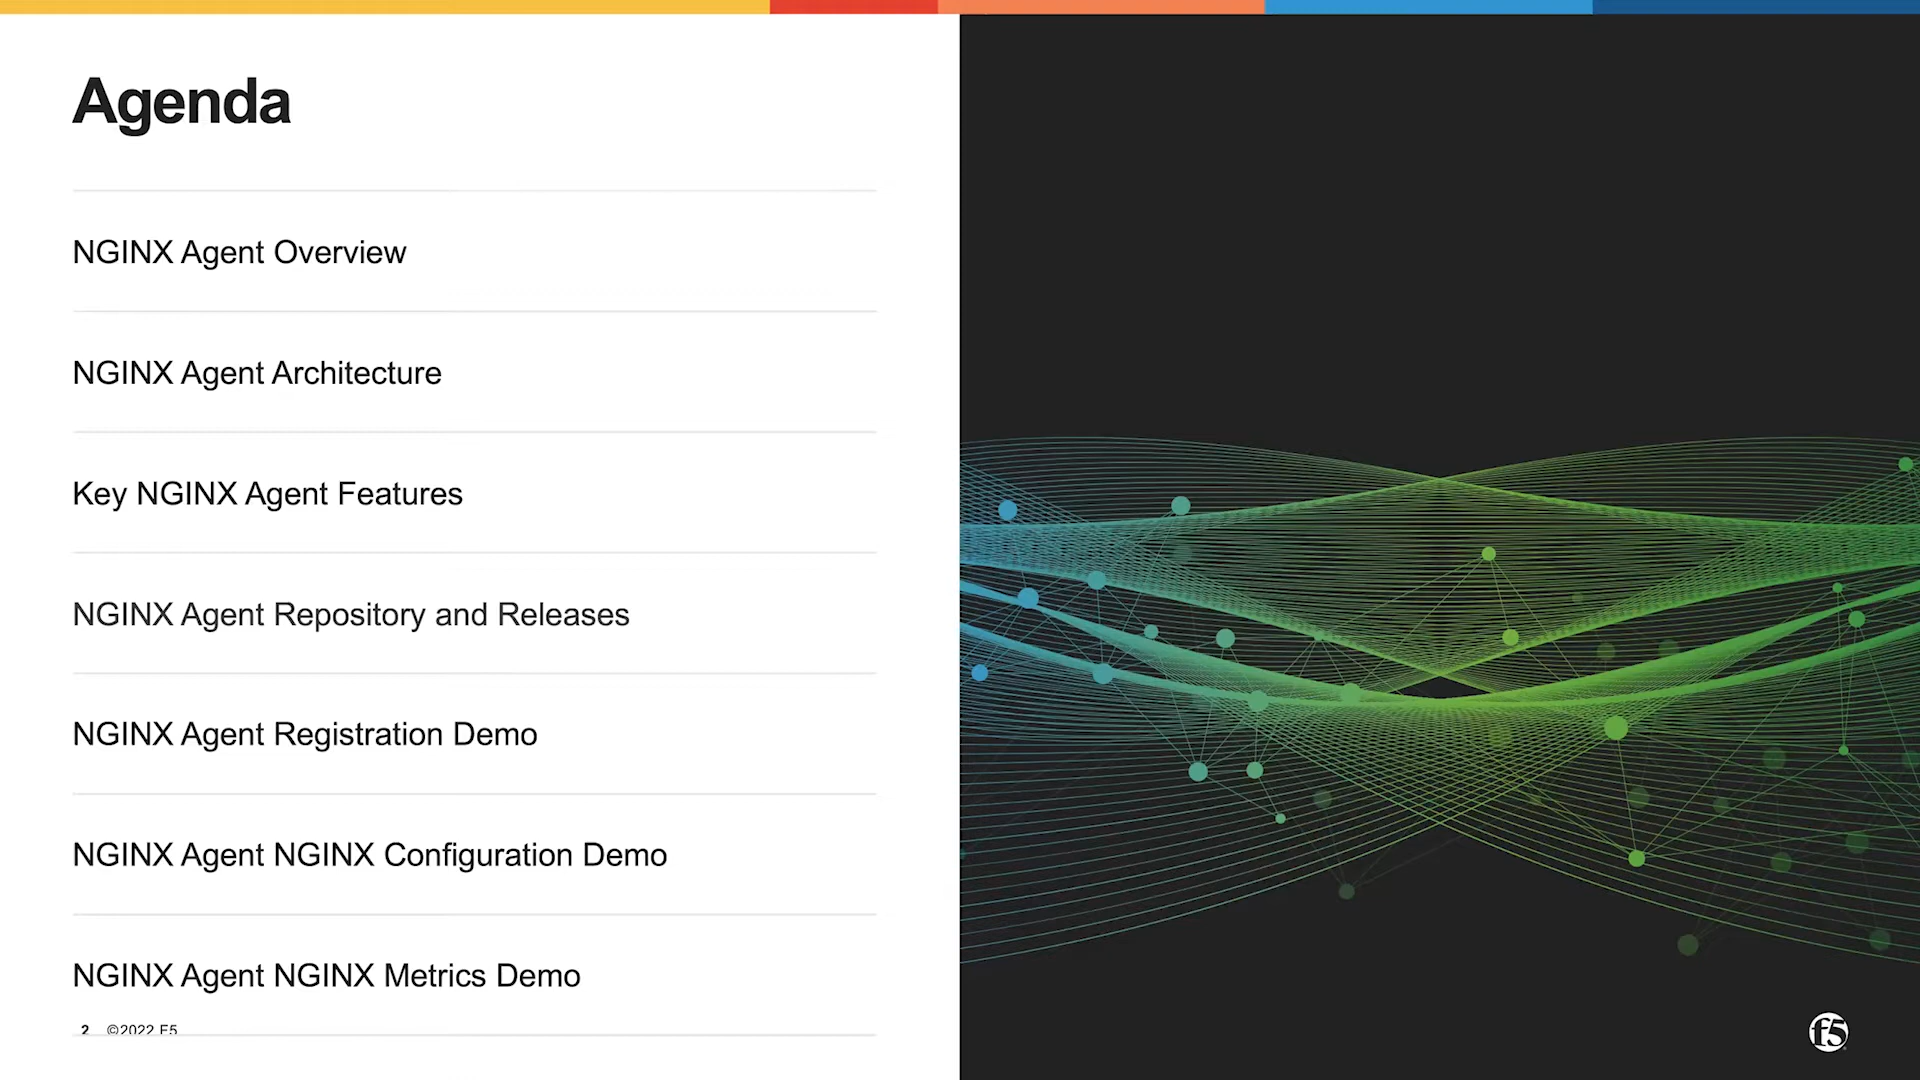 Agenda
NGINX Agent Overview
NGINX Agent Architecture
Key NGINX Agent Features
NGINX Agent Repository and Releases
NGINX Agent Registration Demo
NGINX Agent NGINX Configuration Demo
NGINX Agent NGINX Metrics Demo
2 ©2022 F5
f5